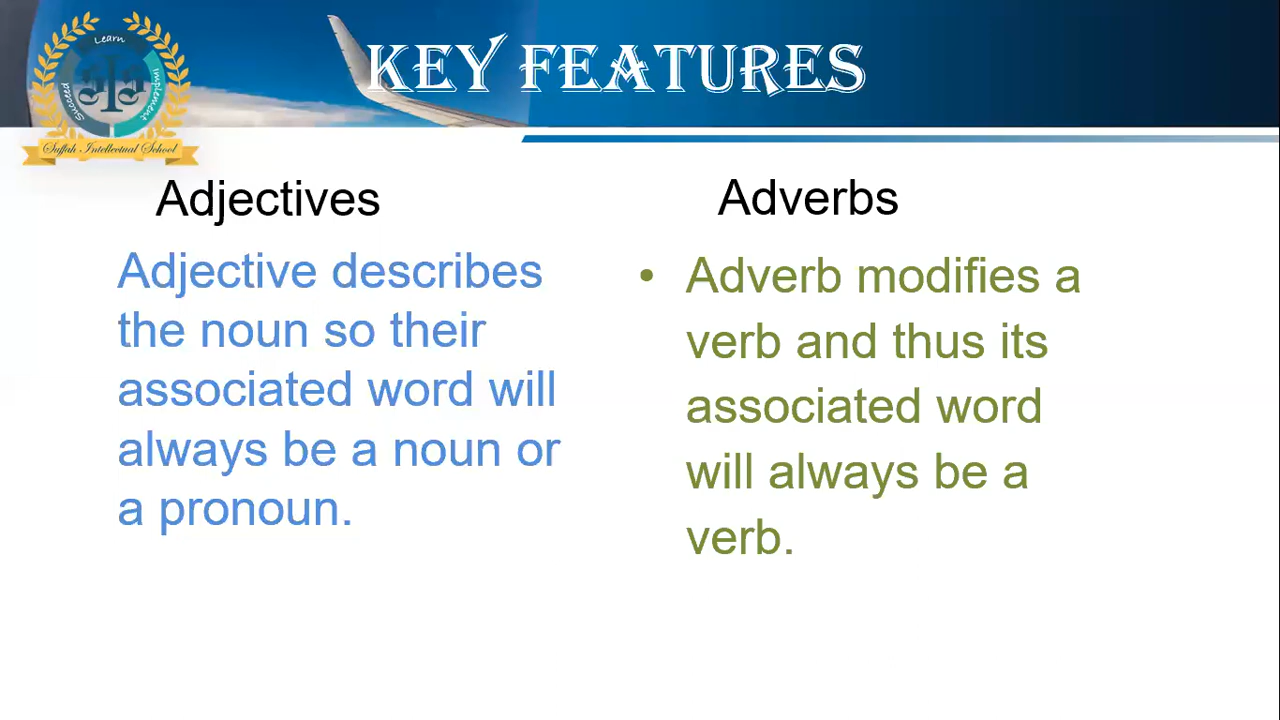 KEY FEATURES
Learn
Succeed
Implement
Suffah Intellectual School
Adjectives
Adjective describes
the noun so their
associated word will
always be a noun or
a pronoun.
Adverbs
• Adverb modifies a
verb and thus its
associated word
will always be a
verb.